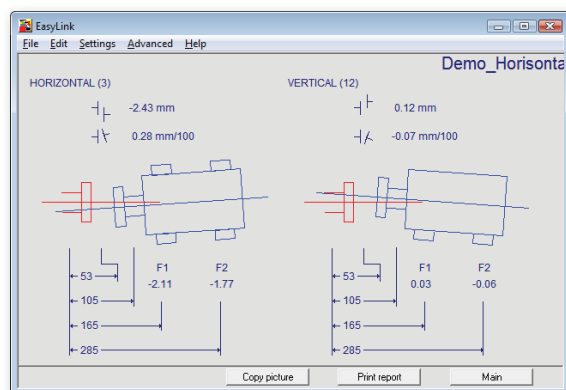 EasyLink
File Edit Settings Advanced Help
Demo_Horisonta
HORIZONTAL (3)
-2.43 mm
0.28 mm/100
F1 F2
-2.11 -1.77
53
105
165
285
VERTICAL (12)
0.12 mm
-0.07 mm/100
F1 F2
0.03 -0.06
53
105
165
285
Copy picture Print report Main